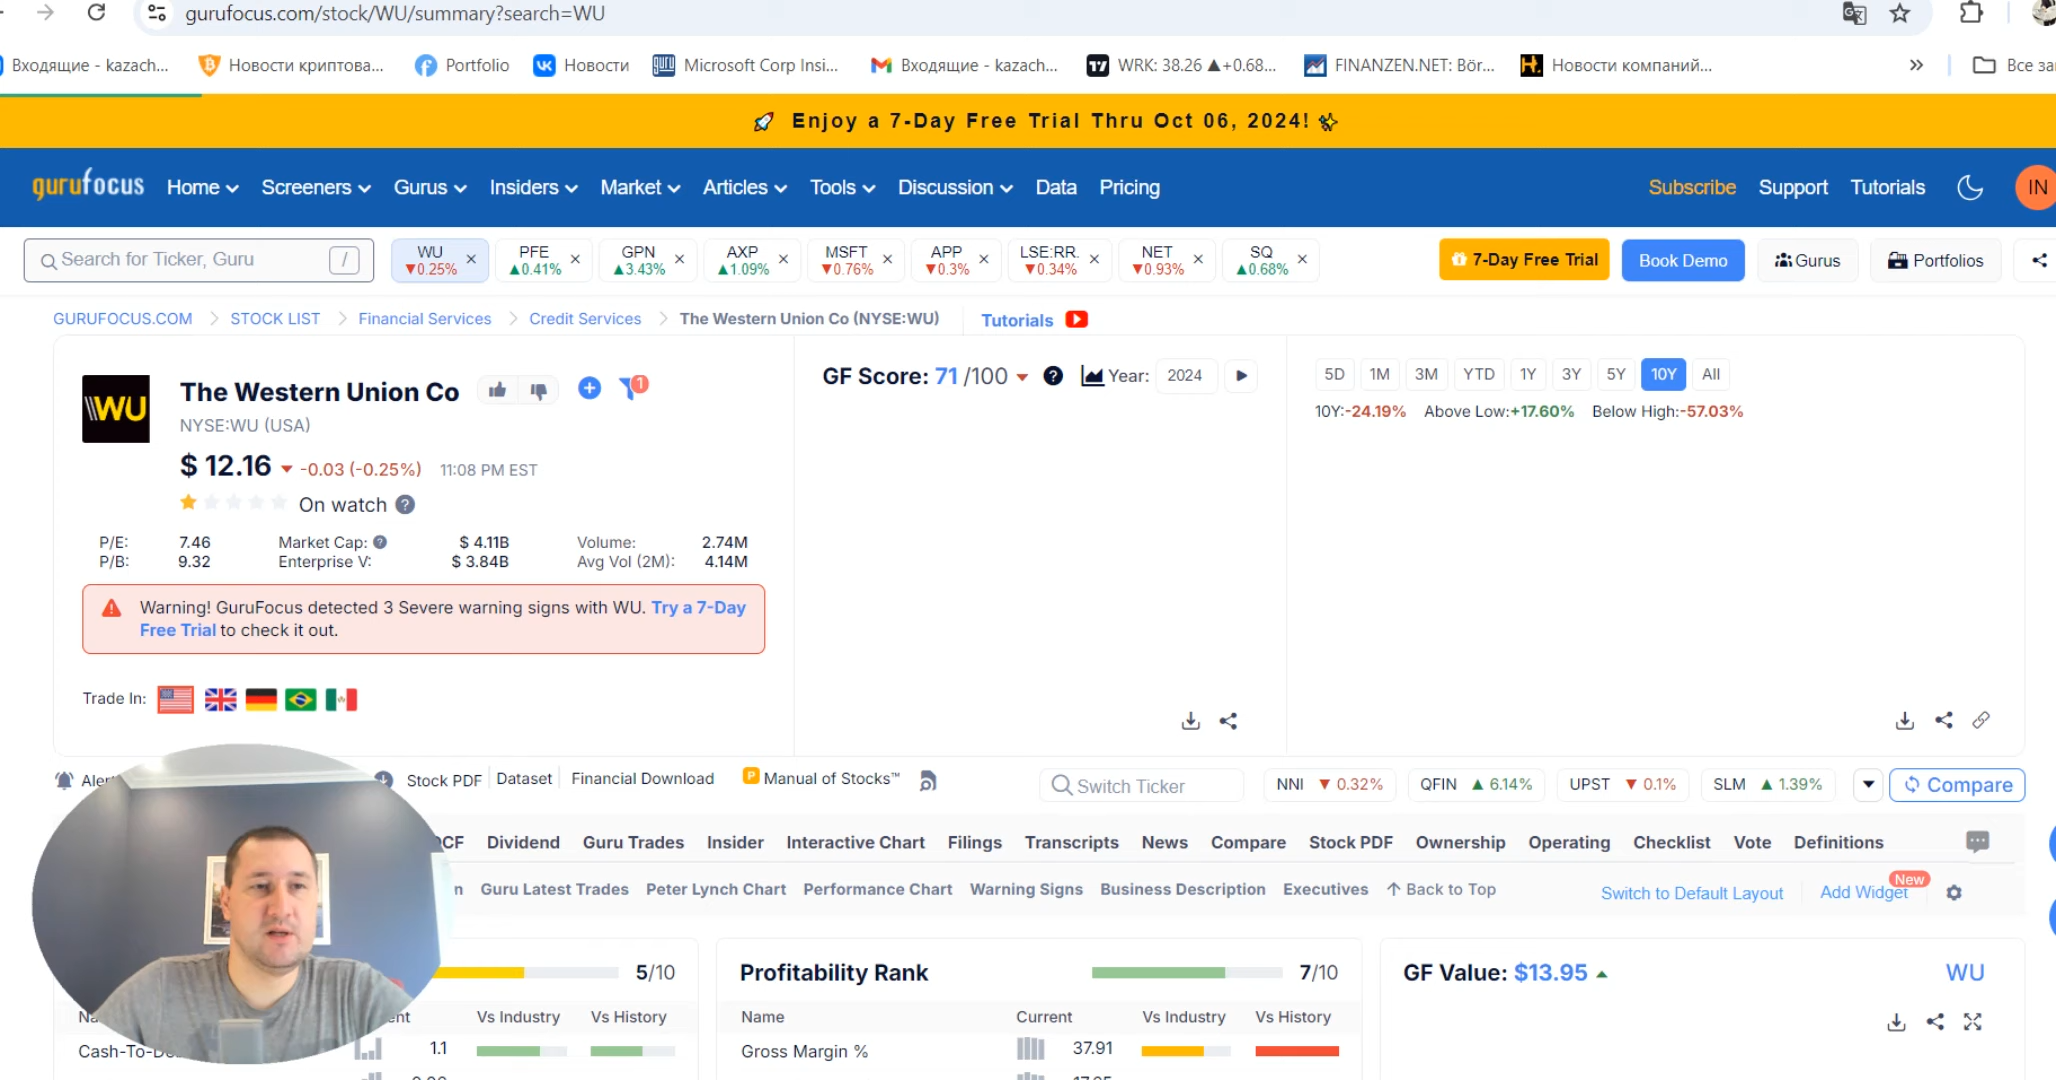 gurufocus.com/stock/WU/summary?search=WU
Входящие - kazach...
Новости криптова...
Portfolio
Новости
Microsoft Corp Insi...
Входящие - kazach...
WRK: 38.26 ▲+0.68...
FINANZEN.NET: Bör...
Новости компаний...
»
Все за
Enjoy a 7-Day Free Trial Thru Oct 06, 2024!
gurufocus
Home
Screeners
Gurus
Insiders
Market
Articles
Tools
Discussion
Data
Pricing
Subscribe
Support
Tutorials
IN
Search for Ticker, Guru
/
WU
▼0.25%
PFE
▲0.41%
GPN
▲3.43%
AXP
▲1.09%
MSFT
▼0.76%
APP
▼0.3%
LSE:RR.
▼0.34%
NET
▼0.93%
SQ
▲0.68%
7-Day Free Trial
Book Demo
Gurus
Portfolios
GURUFOCUS.COM
STOCK LIST
Financial Services
Credit Services
The Western Union Co (NYSE:WU)
Tutorials
WU
The Western Union Co
1
NYSE:WU (USA)
$ 12.16 ▼ -0.03 (-0.25%) 11:08 PM EST
On watch
P/E: 7.46 Market Cap: $ 4.11B Volume: 2.74M
P/B: 9.32 Enterprise V: $ 3.84B Avg Vol (2M): 4.14M
Warning! GuruFocus detected 3 Severe warning signs with WU. Try a 7-Day
Free Trial to check it out.
Trade In:
GF Score: 71 /100
Year: 2024
5D 1M 3M YTD 1Y 3Y 5Y 10Y All
10Y:-24.19% Above Low:+17.60% Below High:-57.03%
Stock PDF
Dataset
Financial Download
P Manual of Stocks™
Switch Ticker
NNI ▼ 0.32%
QFIN ▲ 6.14%
UPST ▼ 0.1%
SLM ▲ 1.39%
Compare
DCF Dividend Guru Trades Insider Interactive Chart Filings Transcripts News Compare Stock PDF Ownership Operating Checklist Vote Definitions
n Guru Latest Trades Peter Lynch Chart Performance Chart Warning Signs Business Description Executives Back to Top
Switch to Default Layout
Add Widget
New
5/10
Vs Industry Vs History
1.1
Profitability Rank 7/10
Name Current Vs Industry Vs History
Gross Margin % 37.91
GF Value: $13.95
WU